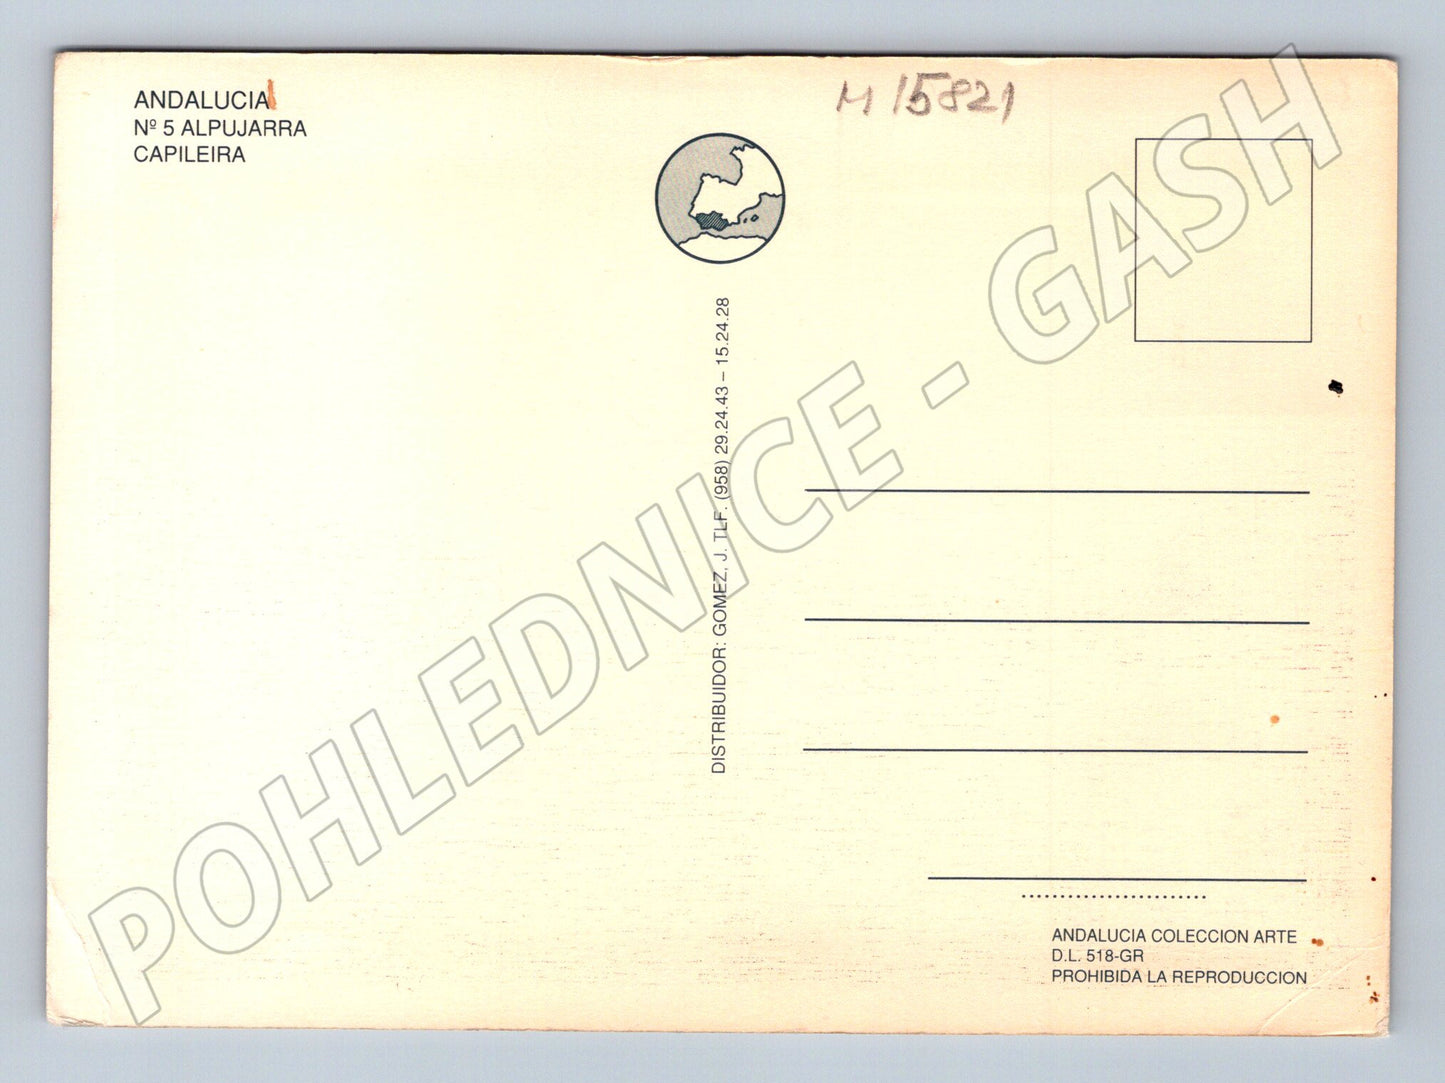 ANDALUCIA
Nº 5 ALPUJARRA
CAPILEIRA
M 15821
DISTRIBUIDOR: GOMEZ, J. TLF. (958) 29.24.43 – 15.24.28
POHLEDNICE - GASH
ANDALUCIA COLECCION ARTE
D.L. 518-GR
PROHIBIDA LA REPRODUCCION